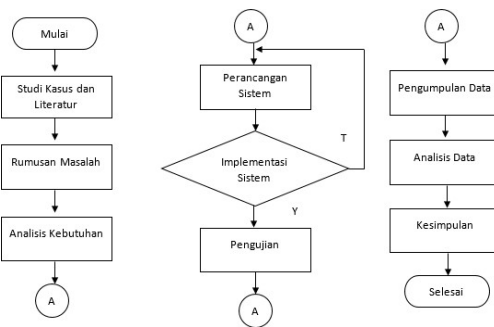 Mulai
Studi Kasus dan
Literatur
Rumusan Masalah
Analisis Kebutuhan
A
A
Perancangan
Sistem
Implementasi
Sistem
T
Y
Pengujian
A
A
Pengumpulan Data
Analisis Data
Kesimpulan
Selesai